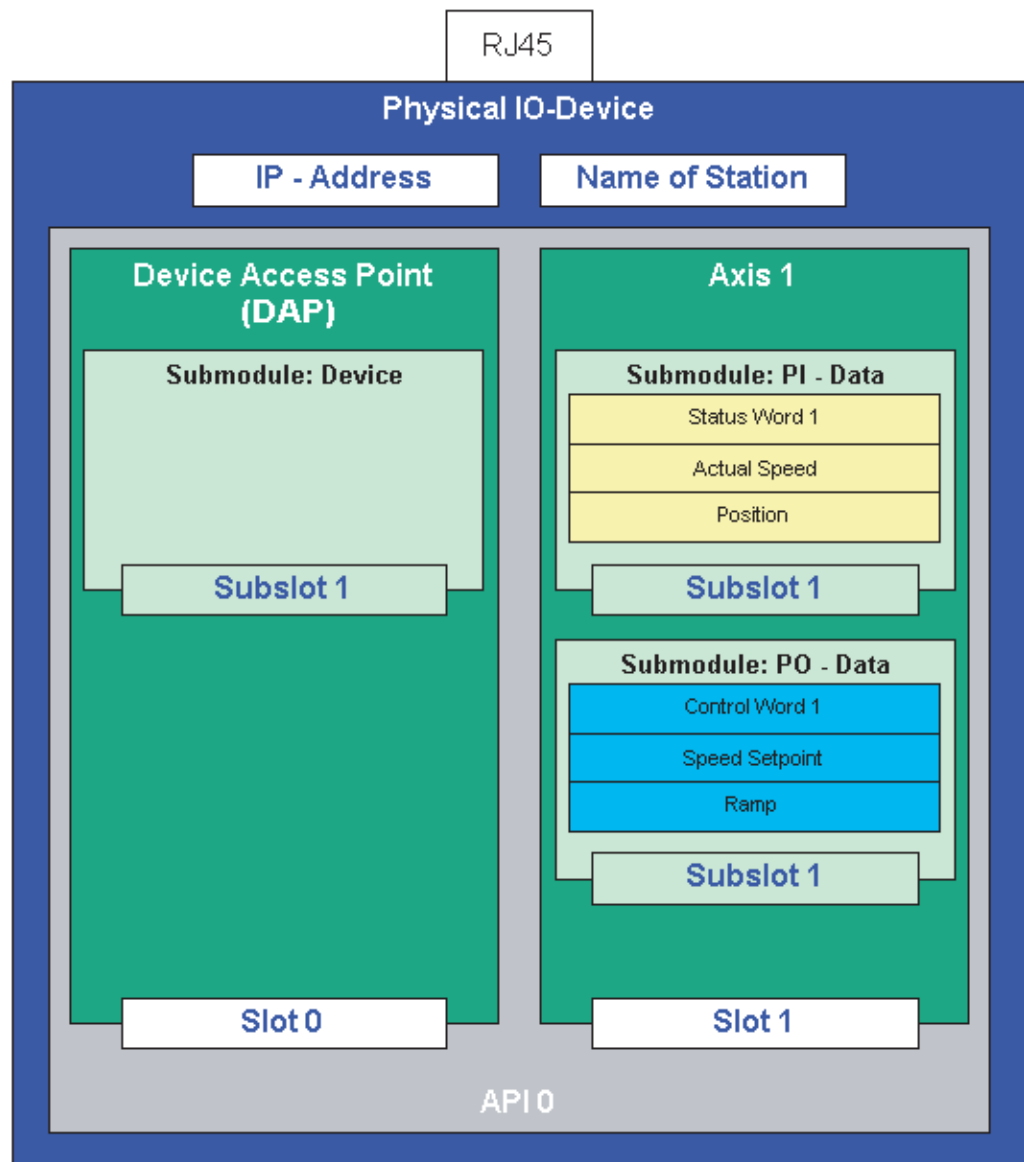 RJ45
Physical IO-Device
IP - Address
Name of Station
Device Access Point
(DAP)
Submodule: Device
Subslot 1
Slot 0
Axis 1
Submodule: PI - Data
Status Word 1
Actual Speed
Position
Subslot 1
Submodule: PO - Data
Control Word 1
Speed Setpoint
Ramp
Subslot 1
Slot 1
API 0